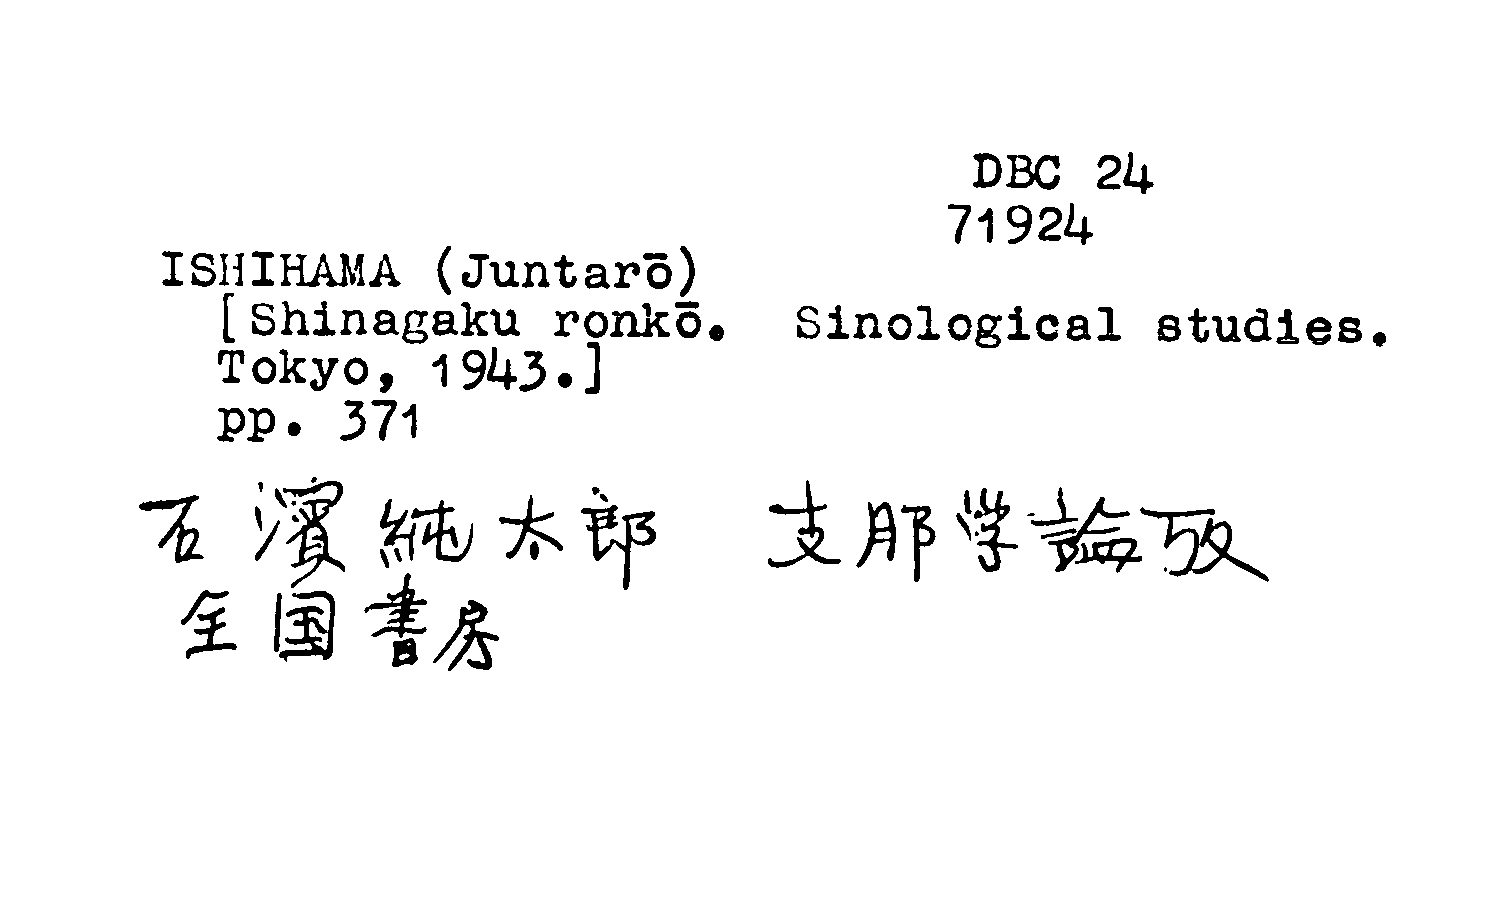 DBC 24
71924
ISHIHAMA (Juntarō)
[Shinagaku ronkō. Sinological studies.
Tokyo, 1943.]
pp. 371
石濱純太郎 支那学論攷
全国書房